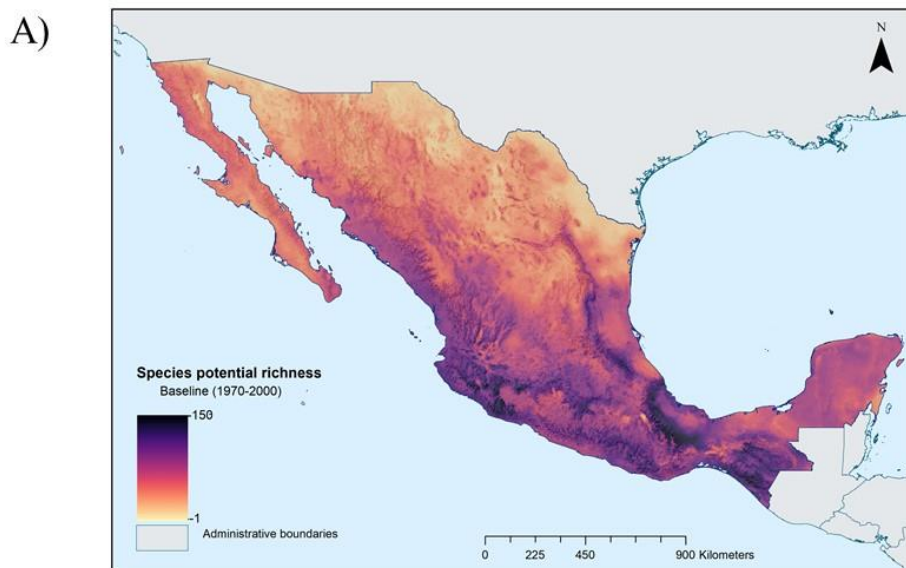 A)
N
Species potential richness
Baseline (1970-2000)
150
1
Administrative boundaries
0 225 450 900 Kilometers